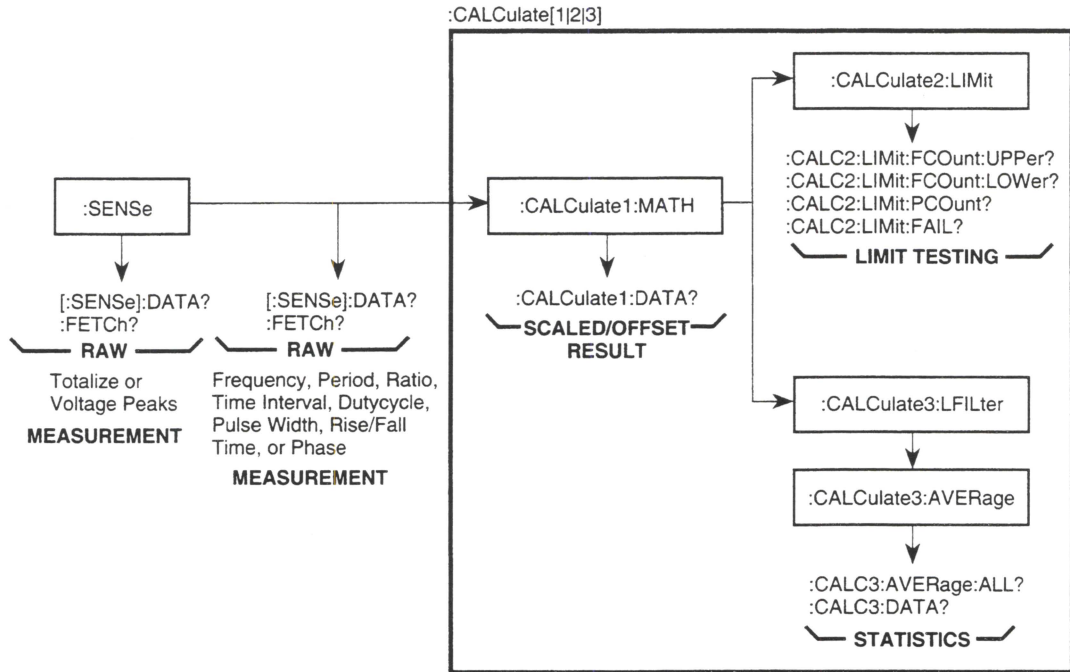 :CALCulate[1|2|3]
:SENSe
[:SENSe]:DATA?
:FETCh?
RAW
Totalize or
Voltage Peaks
MEASUREMENT
[:SENSe]:DATA?
:FETCh?
RAW
Frequency, Period, Ratio,
Time Interval, Dutycycle,
Pulse Width, Rise/Fall
Time, or Phase
MEASUREMENT
:CALCulate1:MATH
:CALCulate1:DATA?
SCALED/OFFSET
RESULT
:CALCulate2:LIMit
:CALC2:LIMit:FCOunt:UPPer?
:CALC2:LIMit:FCOunt:LOWer?
:CALC2:LIMit:PCOunt?
:CALC2:LIMit:FAIL?
LIMIT TESTING
:CALCulate3:LFILter
:CALCulate3:AVERage
:CALC3:AVERage:ALL?
:CALC3:DATA?
STATISTICS